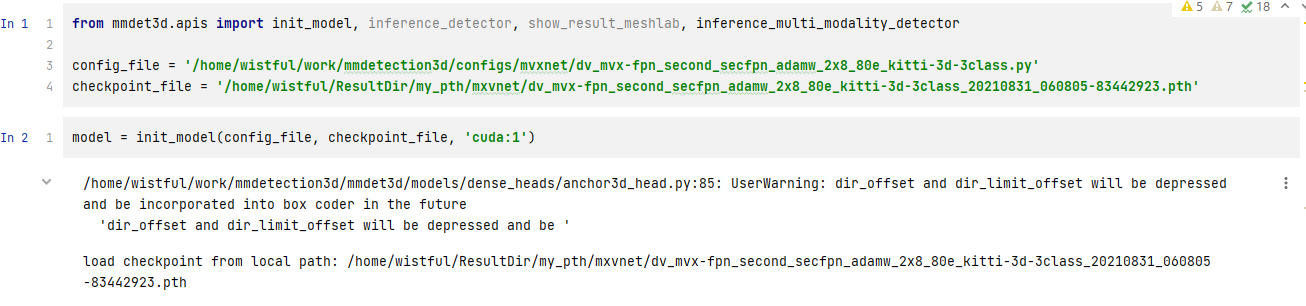 5 7 18
In 1 1 from mmdet3d.apis import init_model, inference_detector, show_result_meshlab, inference_multi_modality_detector
2
3 config_file = '/home/wistful/work/mmdetection3d/configs/mvxnet/dv_mvx-fpn_second_secfpn_adamw_2x8_80e_kitti-3d-3class.py'
4 checkpoint_file = '/home/wistful/ResultDir/my_pth/mxvnet/dv_mvx-fpn_second_secfpn_adamw_2x8_80e_kitti-3d-3class_20210831_060805-83442923.pth'
In 2 1 model = init_model(config_file, checkpoint_file, 'cuda:1')
/home/wistful/work/mmdetection3d/mmdet3d/models/dense_heads/anchor3d_head.py:85: UserWarning: dir_offset and dir_limit_offset will be depressed
and be incorporated into box coder in the future
'dir_offset and dir_limit_offset will be depressed and be '
load checkpoint from local path: /home/wistful/ResultDir/my_pth/mxvnet/dv_mvx-fpn_second_secfpn_adamw_2x8_80e_kitti-3d-3class_20210831_060805
-83442923.pth